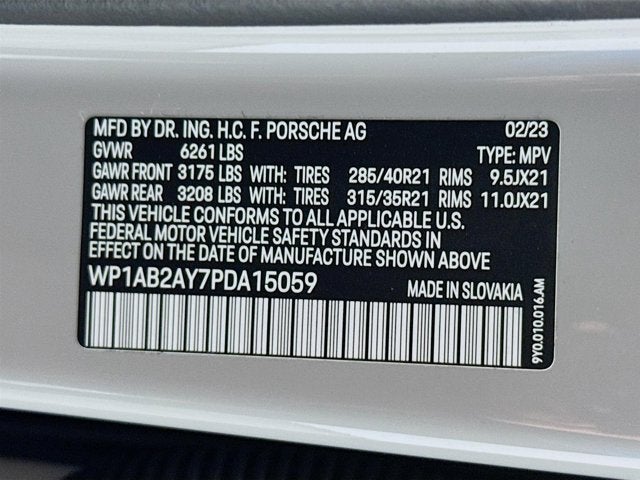 MFD BY DR. ING. H.C. F. PORSCHE AG 02/23
GVWR 6261 LBS TYPE: MPV
GAWR FRONT 3175 LBS WITH: TIRES 285/40R21 RIMS 9.5JX21
GAWR REAR 3208 LBS WITH: TIRES 315/35R21 RIMS 11.0JX21
THIS VEHICLE CONFORMS TO ALL APPLICABLE U.S.
FEDERAL MOTOR VEHICLE SAFETY STANDARDS IN
EFFECT ON THE DATE OF MANUFACTURE SHOWN ABOVE
WP1AB2AY7PDA15059 MADE IN SLOVAKIA
9Y0.010.016.AM